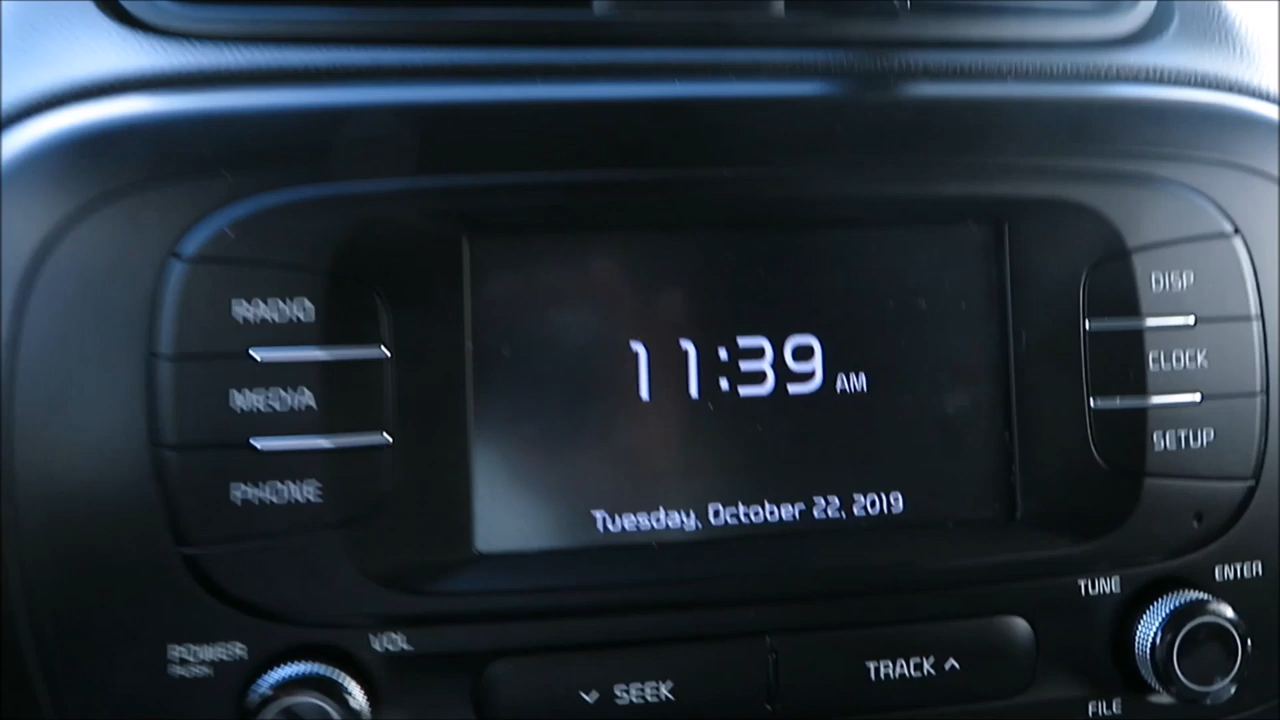 RADIO
MEDIA
PHONE
11:39 AM
Tuesday, October 22, 2019
DISP
CLOCK
SETUP
POWER
PUSH
VOL
SEEK
TRACK
TUNE
ENTER
FILE